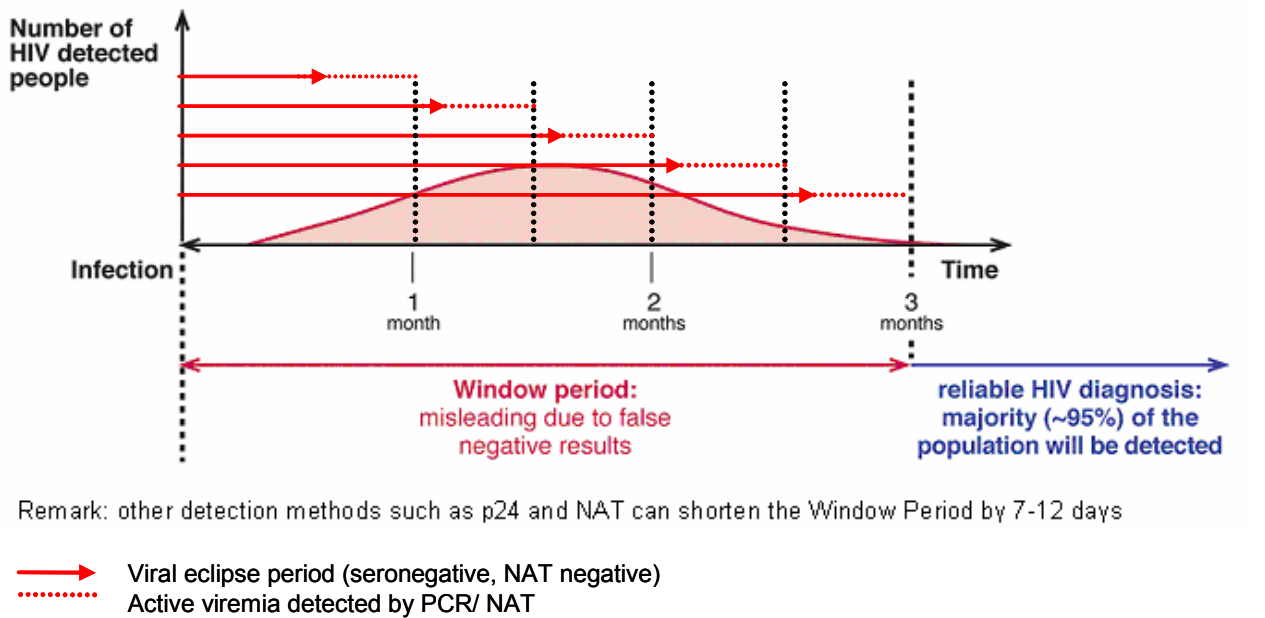 Number of
HIV detected
people
Infection
Time
1
month
2
months
3
months
Window period:
misleading due to false
negative results
reliable HIV diagnosis:
majority (~95%) of the
population will be detected
Remark: other detection methods such as p24 and NAT can shorten the Window Period by 7-12 days
Viral eclipse period (seronegative, NAT negative)
Active viremia detected by PCR/ NAT